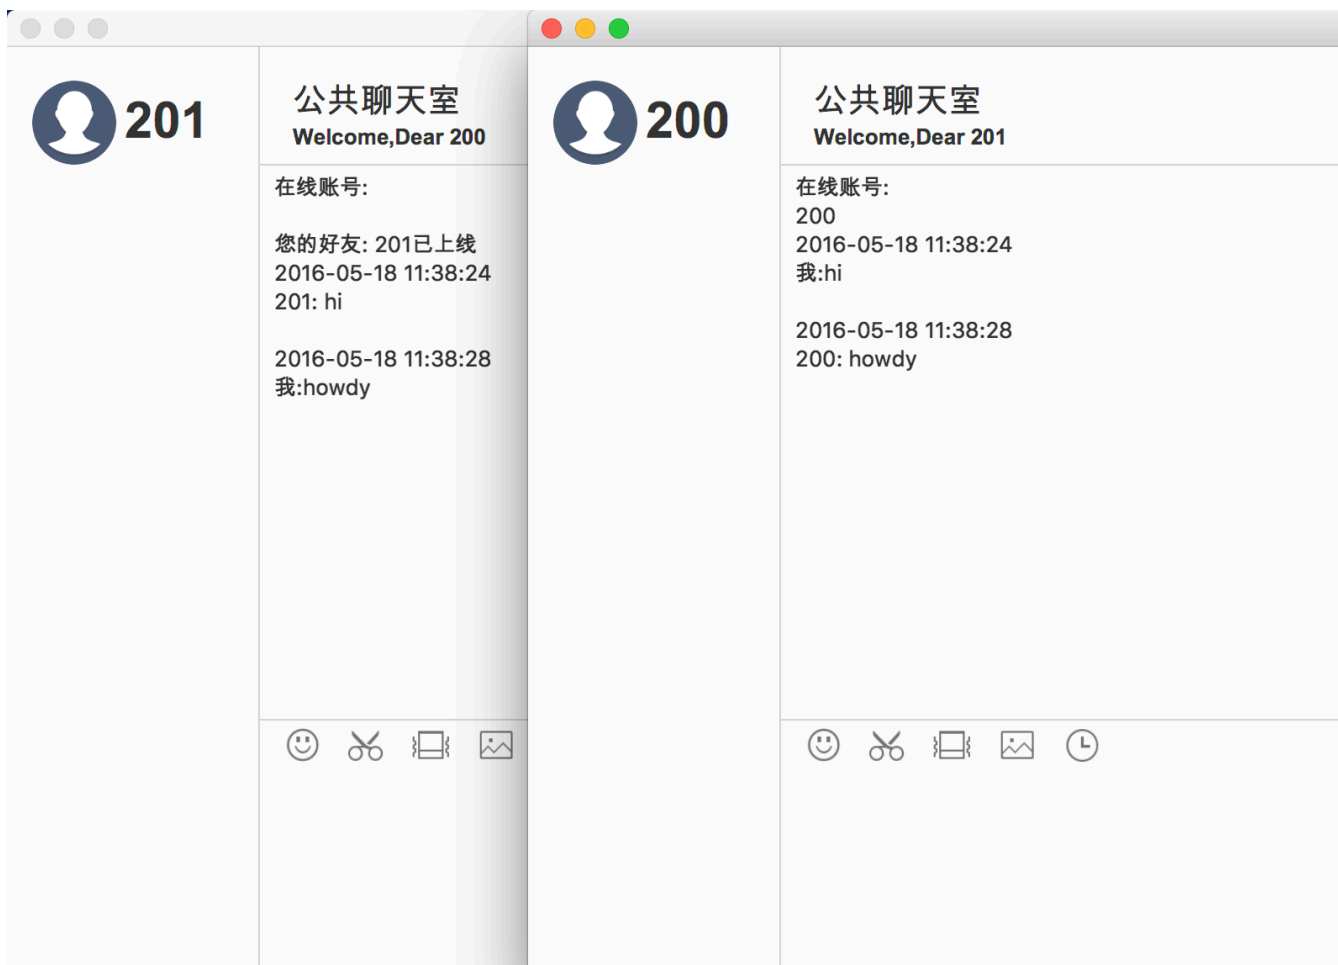 201
公共聊天室
Welcome,Dear 200
在线账号:
您的好友: 201已上线
2016-05-18 11:38:24
201: hi
2016-05-18 11:38:28
我:howdy
200
公共聊天室
Welcome,Dear 201
在线账号:
200
2016-05-18 11:38:24
我:hi
2016-05-18 11:38:28
200: howdy